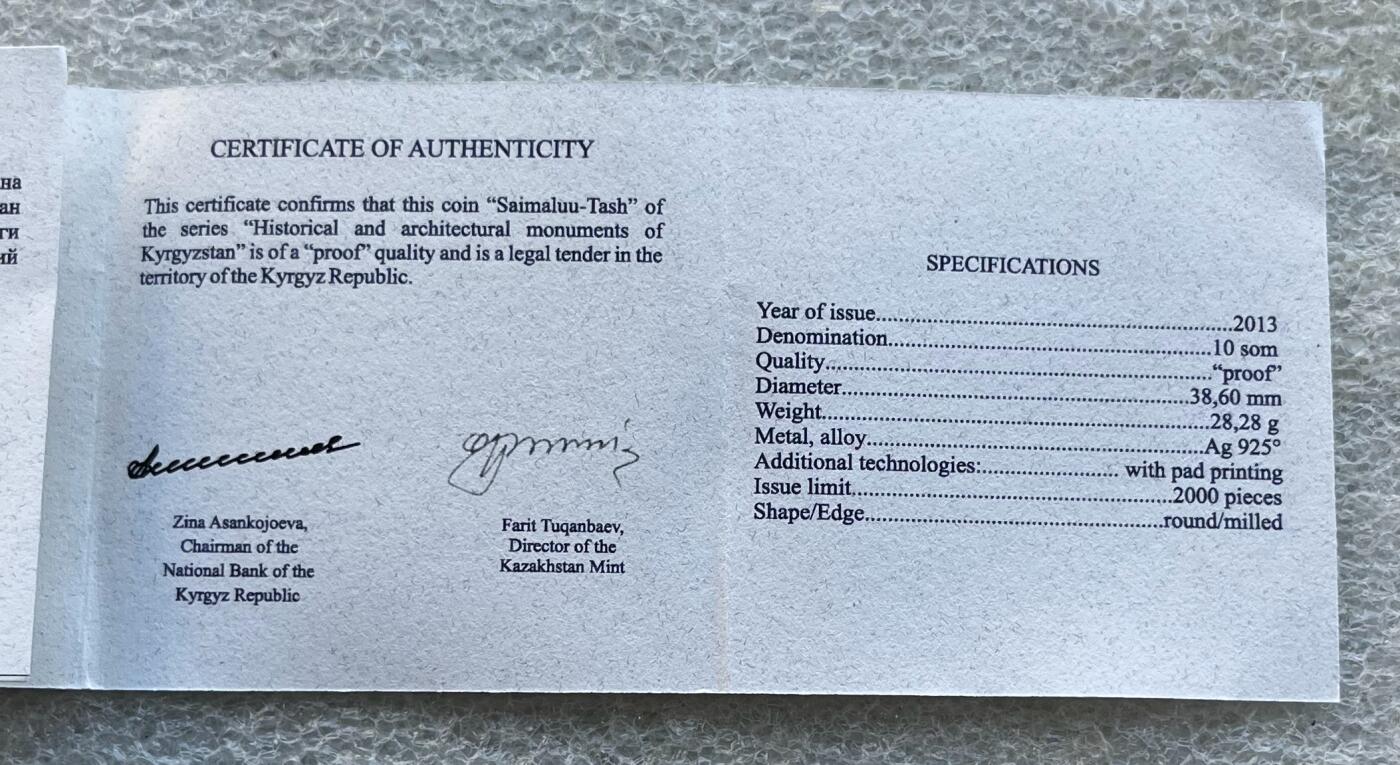 на
ан
ги
ий
CERTIFICATE OF AUTHENTICITY
This certificate confirms that this coin “Saimaluu-Tash” of
the series “Historical and architectural monuments of
Kyrgyzstan” is of a “proof” quality and is a legal tender in the
territory of the Kyrgyz Republic.
Zina Asankojoeva,
Chairman of the
National Bank of the
Kyrgyz Republic
Farit Tuqanbaev,
Director of the
Kazakhstan Mint
SPECIFICATIONS
Year of issue..........2013
Denomination..........10 som
Quality..........“proof”
Diameter..........38,60 mm
Weight..........28,28 g
Metal, alloy..........Ag 925°
Additional technologies:.......... with pad printing
Issue limit..........2000 pieces
Shape/Edge..........round/milled